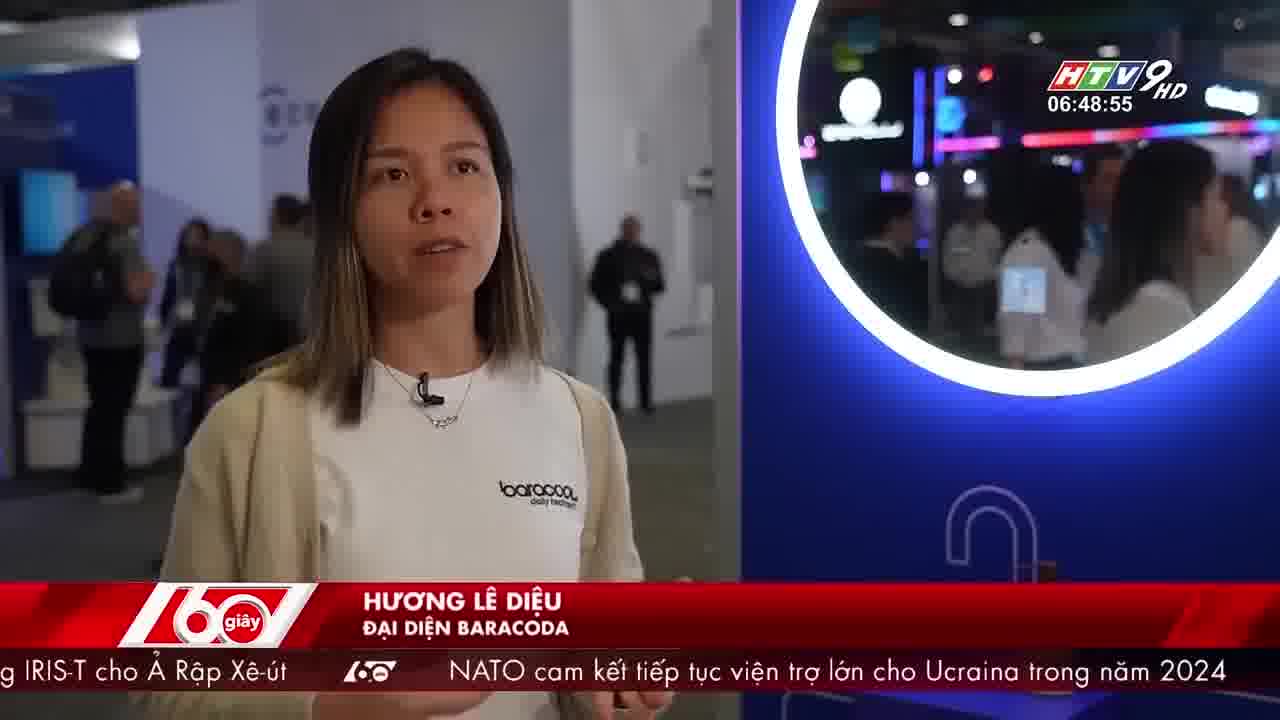 HTV9 HD
06:48:55
baracoda
daily healthtech
60 giây
HƯƠNG LÊ DIỆU
ĐẠI DIỆN BARACODA
g IRIS-T cho Ả Rập Xê-út 60 NATO cam kết tiếp tục viện trợ lớn cho Ucraina trong năm 2024